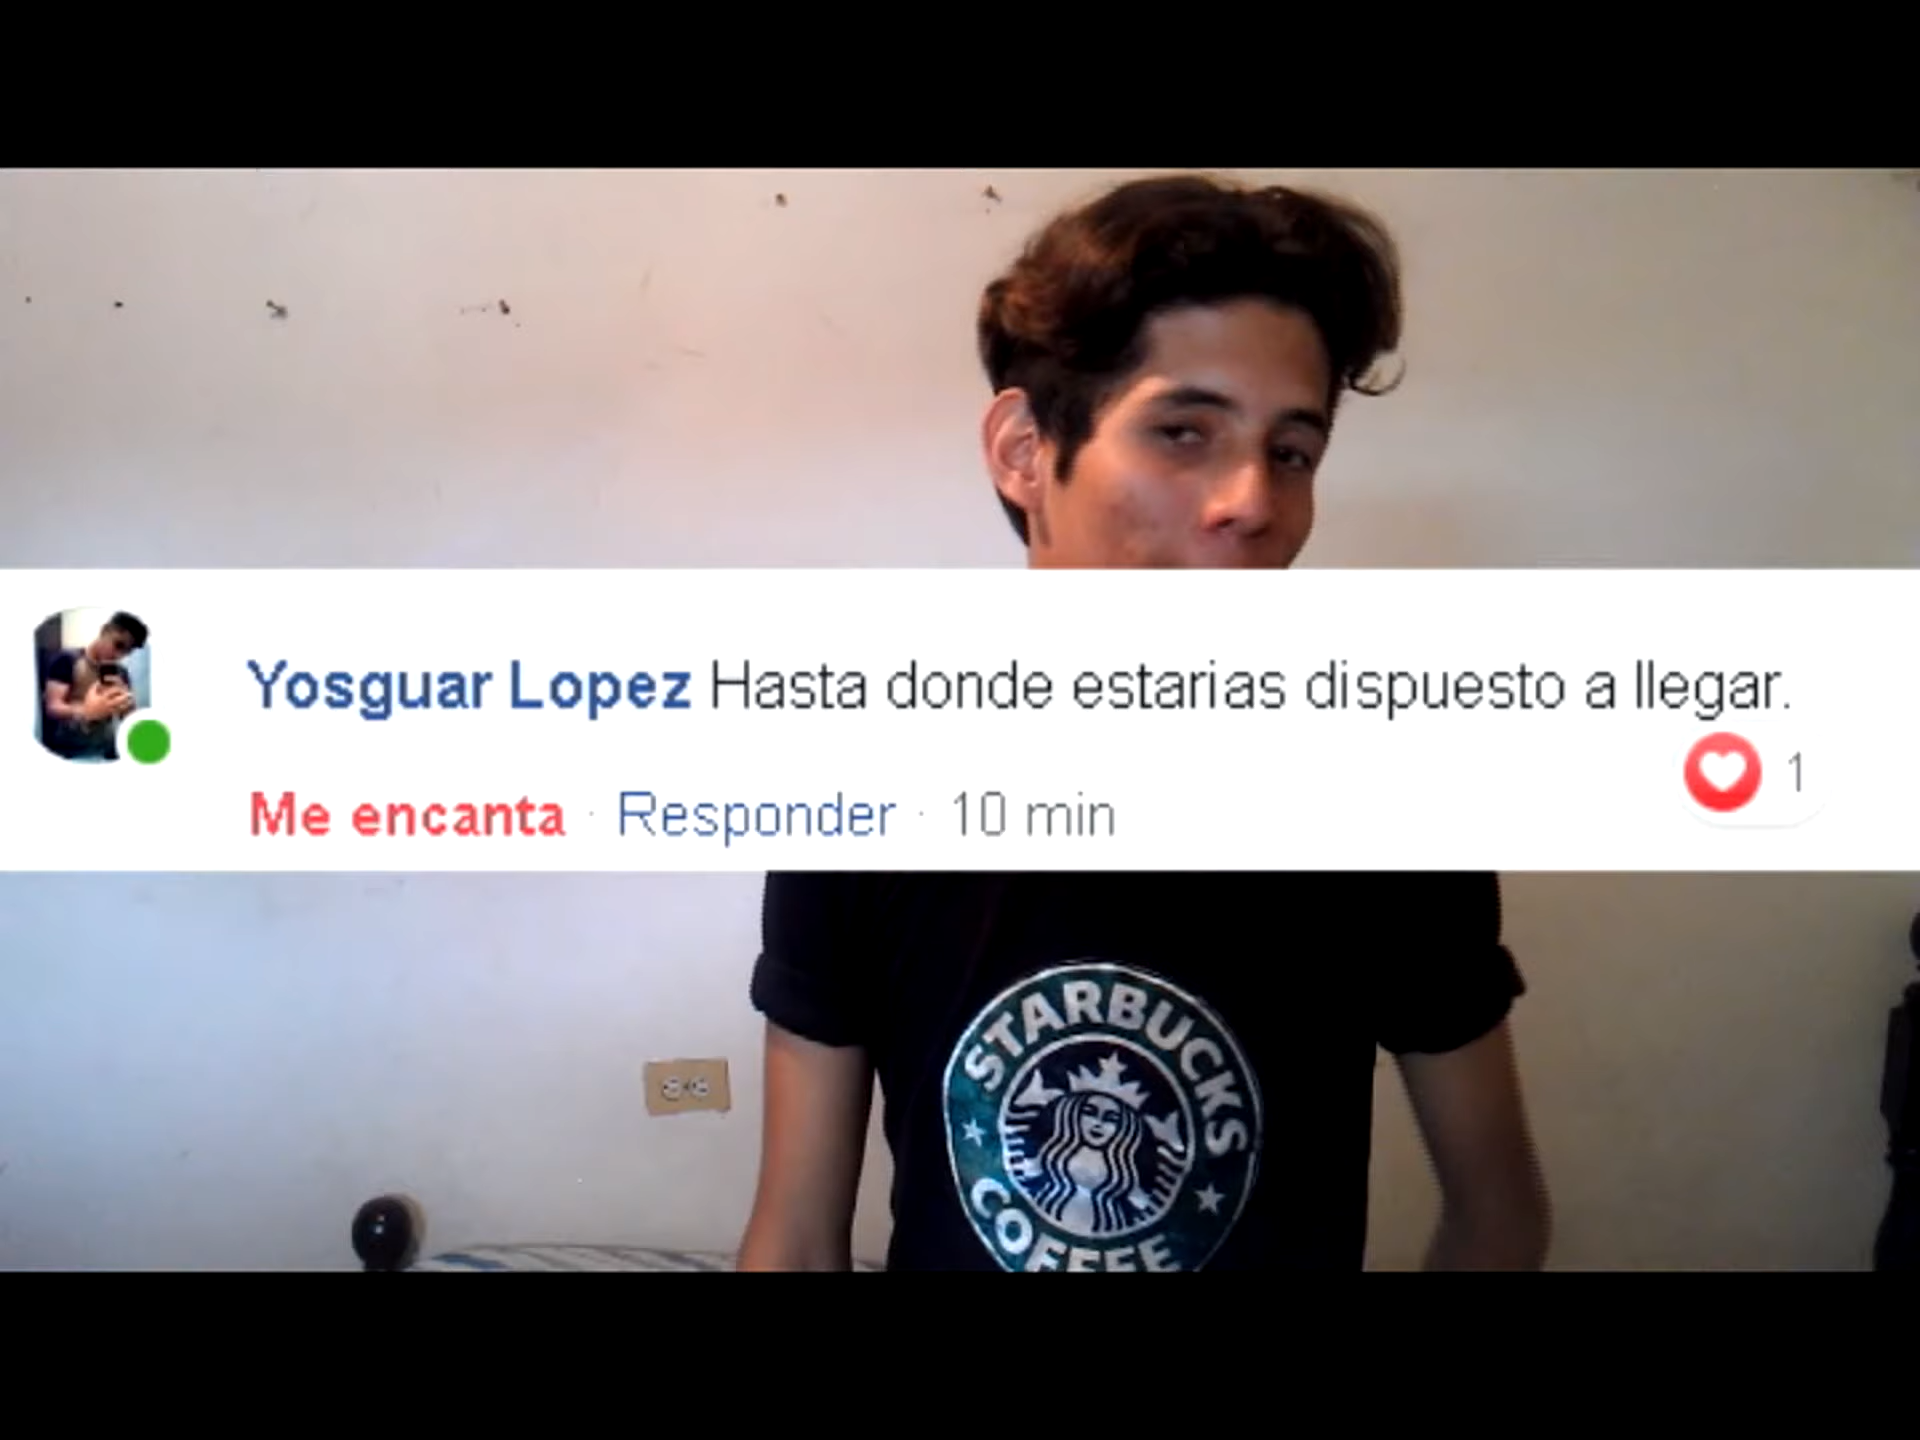 Yosguar Lopez Hasta donde estarias dispuesto a llegar.
1
Me encanta · Responder · 10 min
STARBUCKS
COFFEE